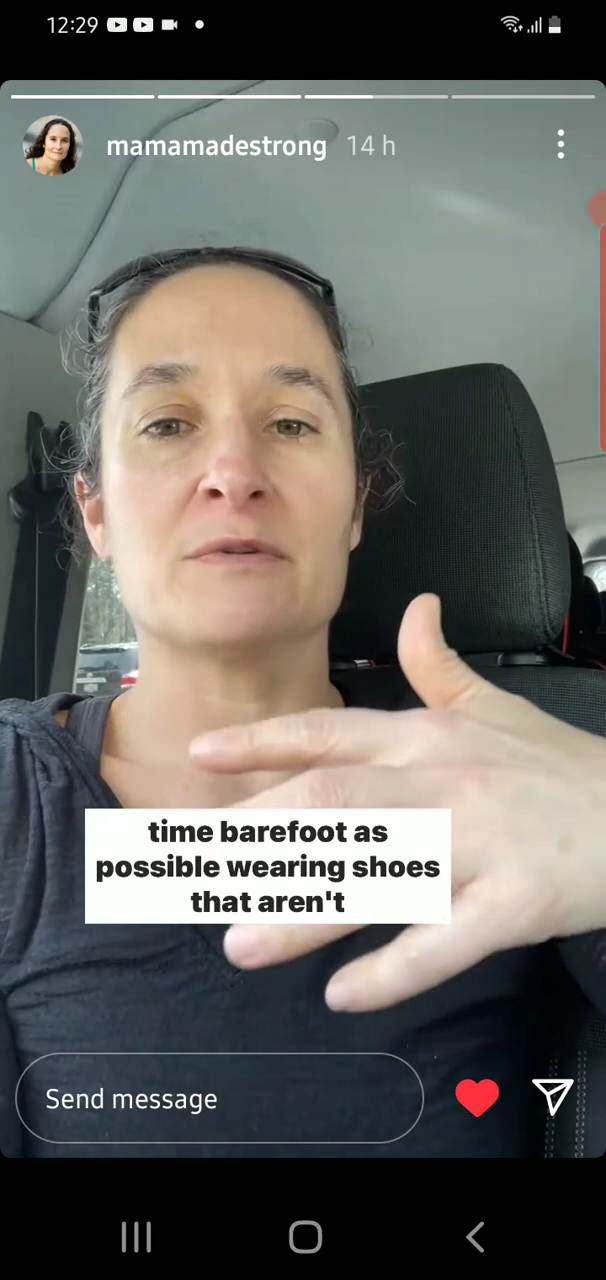 12:29
mamamadestrong 14 h
time barefoot as
possible wearing shoes
that aren't
Send message